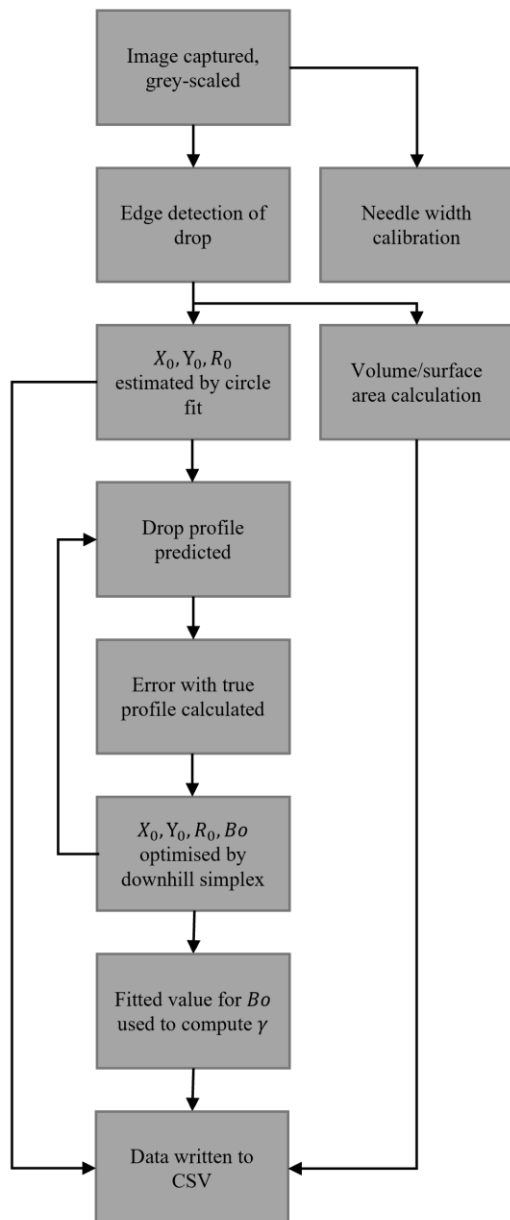 Image captured,
grey-scaled
Edge detection of
drop
Needle width
calibration
X₀, Y₀, R₀
estimated by circle
fit
Volume/surface
area calculation
Drop profile
predicted
Error with true
profile calculated
X₀, Y₀, R₀, Bo
optimised by
downhill simplex
Fitted value for Bo
used to compute γ
Data written to
CSV